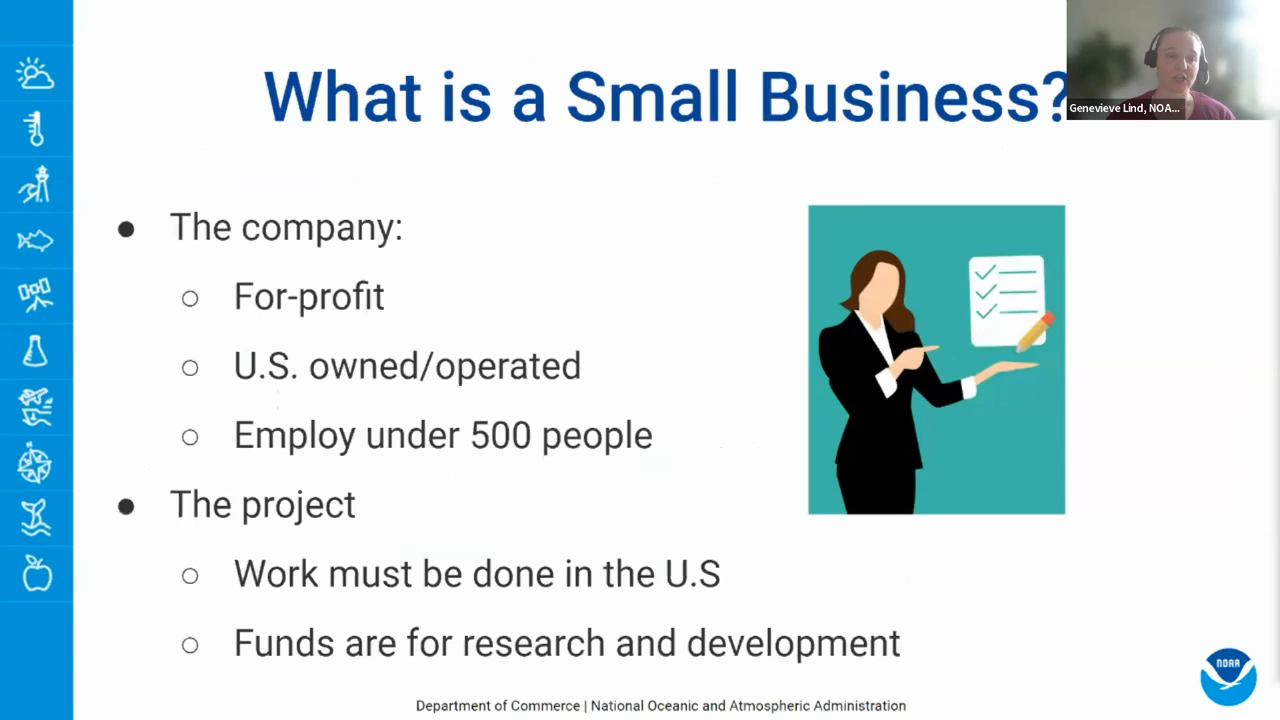 What is a Small Business?
Genevieve Lind, NOA...
● The company:
○ For-profit
○ U.S. owned/operated
○ Employ under 500 people
● The project
○ Work must be done in the U.S
○ Funds are for research and development
NOAA
Department of Commerce | National Oceanic and Atmospheric Administration